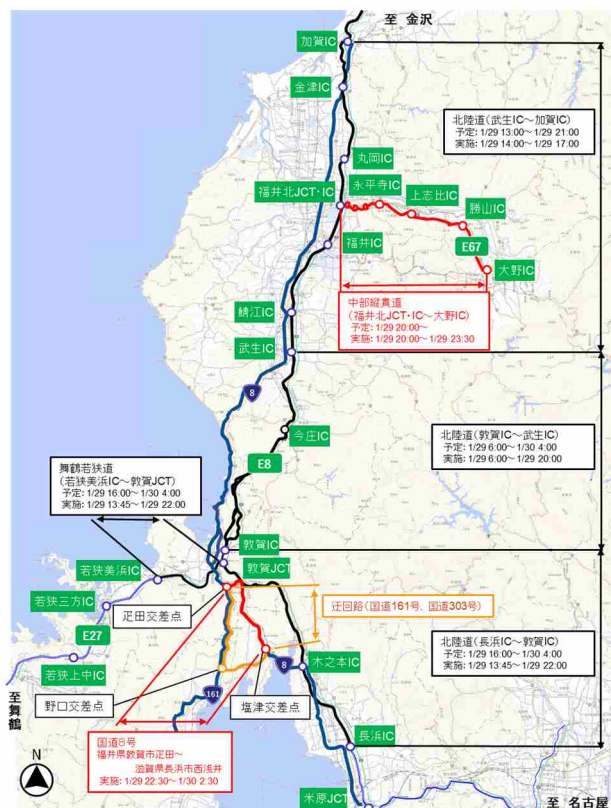 至 金沢
加賀IC
金津IC
北陸道(武生IC~加賀IC)
予定: 1/29 13:00~ 1/29 21:00
実施: 1/29 14:00~ 1/29 17:00
丸岡IC
永平寺IC
福井北JCT・IC
上志比IC
勝山IC
E67
福井IC
大野IC
中部縦貫道
(福井北JCT・IC~大野IC)
予定: 1/29 20:00~
実施: 1/29 20:00~ 1/29 23:30
鯖江IC
武生IC
8
今庄IC
北陸道(敦賀IC~武生IC)
予定: 1/29 6:00~ 1/30 4:00
実施: 1/29 6:00~ 1/29 20:00
舞鶴若狭道
(若狭美浜IC~敦賀JCT)
予定: 1/29 16:00~ 1/30 4:00
実施: 1/29 13:45~ 1/29 22:00
E8
敦賀IC
敦賀JCT
若狭美浜IC
若狭三方IC
疋田交差点
迂回路(国道161号、国道303号)
E27
北陸道(長浜IC~敦賀IC)
予定: 1/29 16:00~ 1/30 4:00
実施: 1/29 13:45~ 1/29 22:00
若狭上中IC
8
木之本IC
至 舞鶴
野口交差点
161
塩津交差点
国道8号
福井県敦賀市疋田~
滋賀県長浜市西浅井
実施: 1/29 22:30~ 1/30 2:30
長浜IC
N
米原JCT
至 名古屋